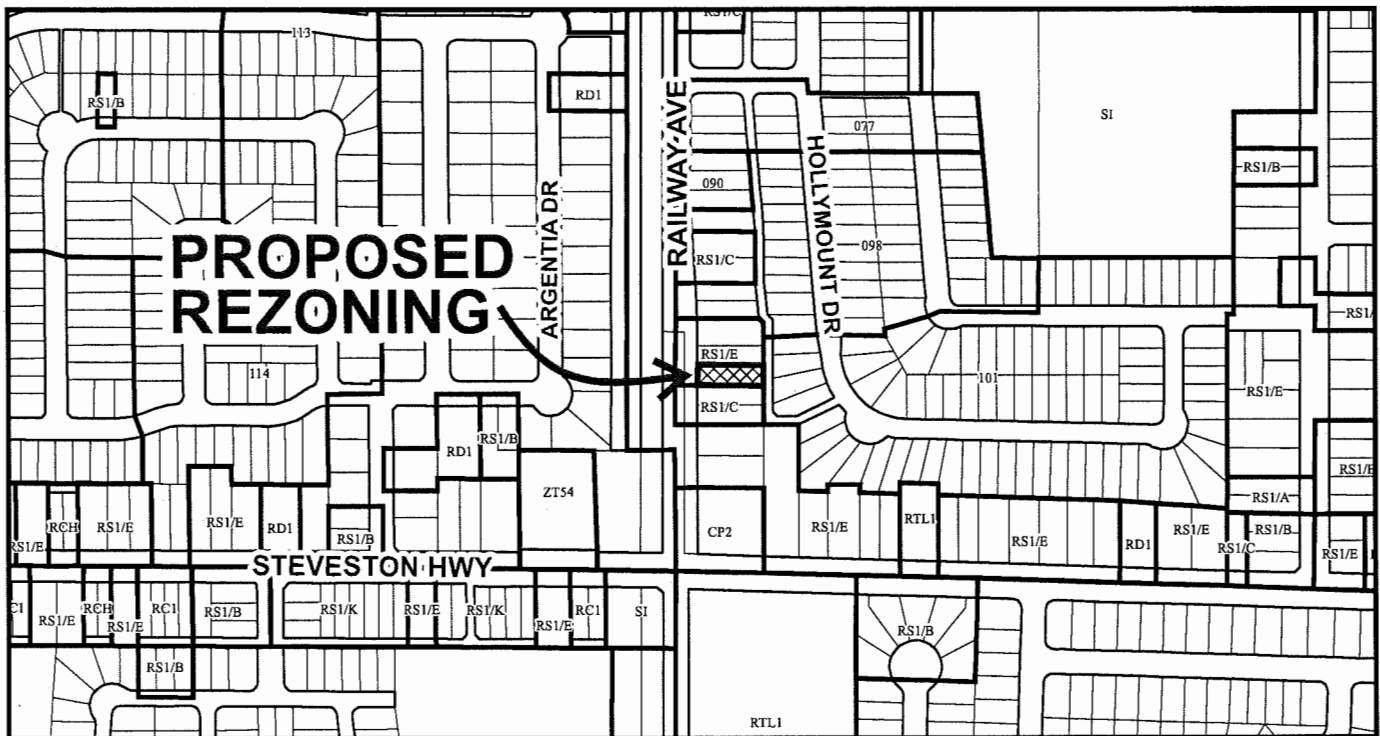 RS1/C
113
RS1/B
RD1
RAILWAY AVE
077
SI
HOLLYMOUNT DR
RS1/B
090
098
ARGENTIA DR
PROPOSED
REZONING
RS1/C
RS1/E
114
101
RS1/E
RS1/C
RD1
RS1/B
ZT54
RS1/A
RCH
RS1/E
RS1/E
RS1/E
RD1
RS1/B
CP2
RS1/E
RTL1
RS1/E
RD1
RS1/E
RS1/C
RS1/B
RS1/E
STEVESTON HWY
C1
RS1/E
RCH
RS1/E
RC1
RS1/B
RS1/K
RS1/E
RS1/K
RS1/E
RC1
SI
RS1/B
RS1/B
RTL1